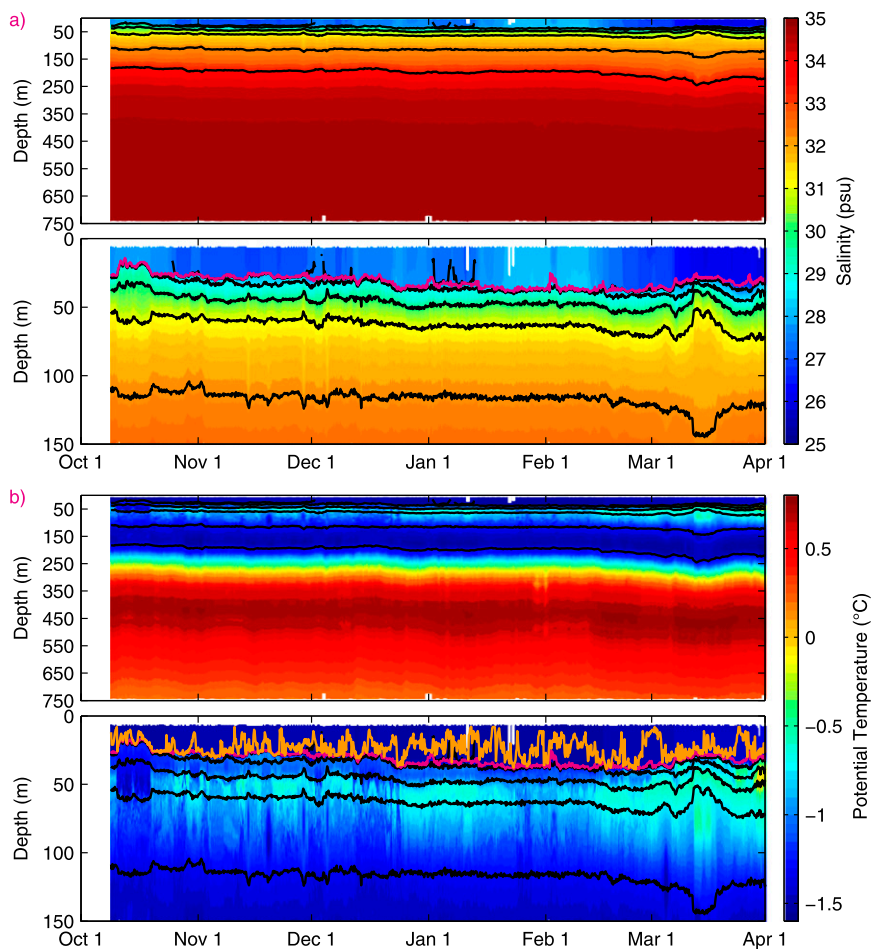 a)
50
150
250
350
450
550
650
750
Depth (m)
0
50
100
150
Depth (m)
Oct 1
Nov 1
Dec 1
Jan 1
Feb 1
Mar 1
Apr 1
35
34
33
32
31
30
29
28
27
26
25
Salinity (psu)
b)
50
150
250
350
450
550
650
750
Depth (m)
0
50
100
150
Depth (m)
Oct 1
Nov 1
Dec 1
Jan 1
Feb 1
Mar 1
Apr 1
0.5
0
−0.5
−1
−1.5
Potential Temperature (°C)